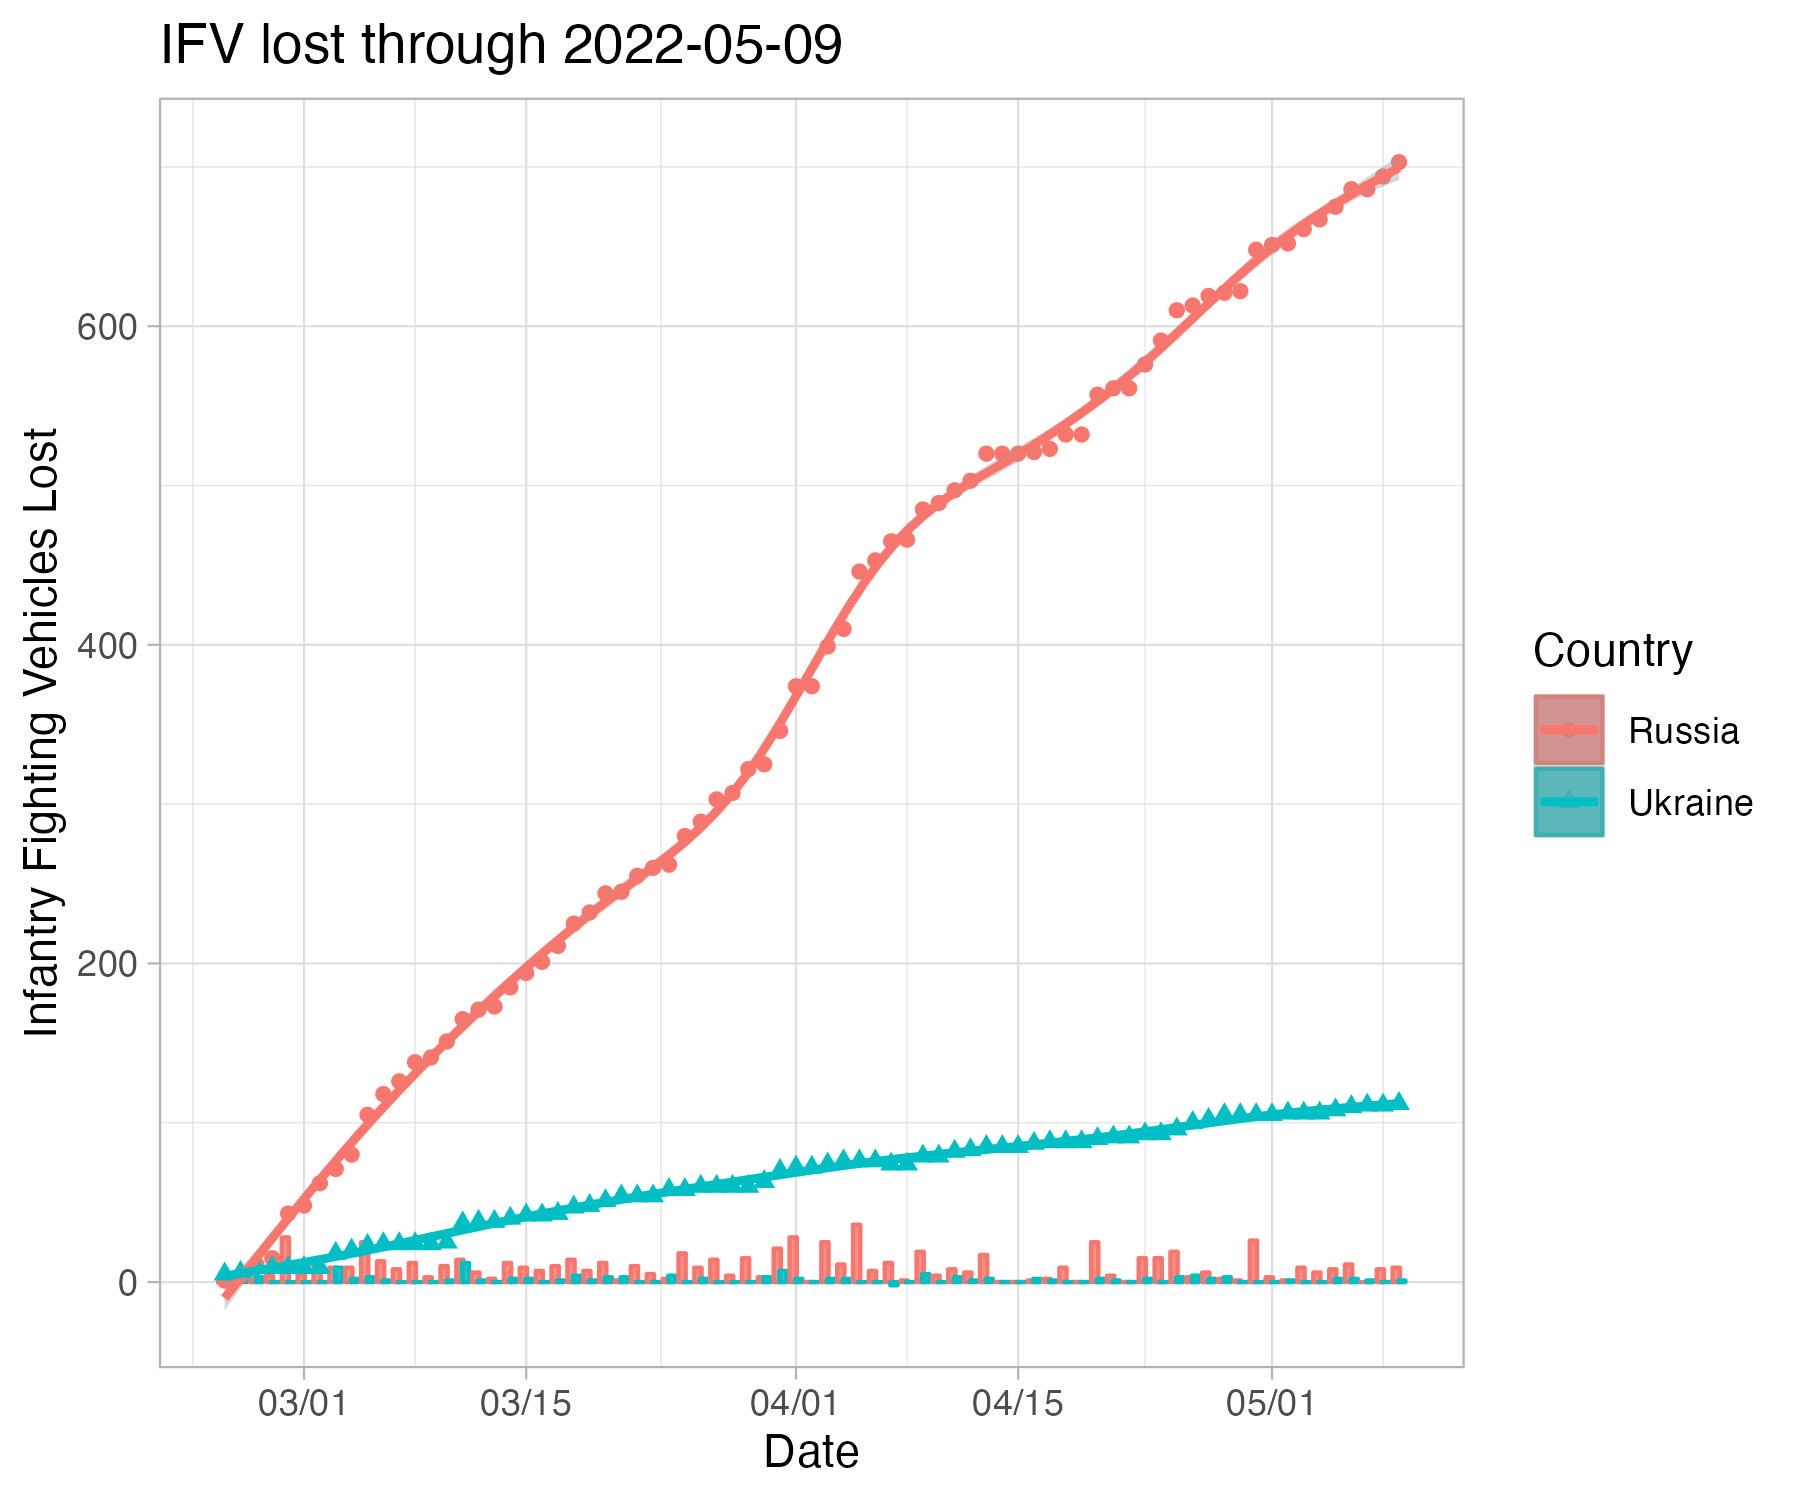 IFV lost through 2022-05-09
Infantry Fighting Vehicles Lost
600
400
200
0
03/01
03/15
04/01
04/15
05/01
Date
Country
Russia
Ukraine